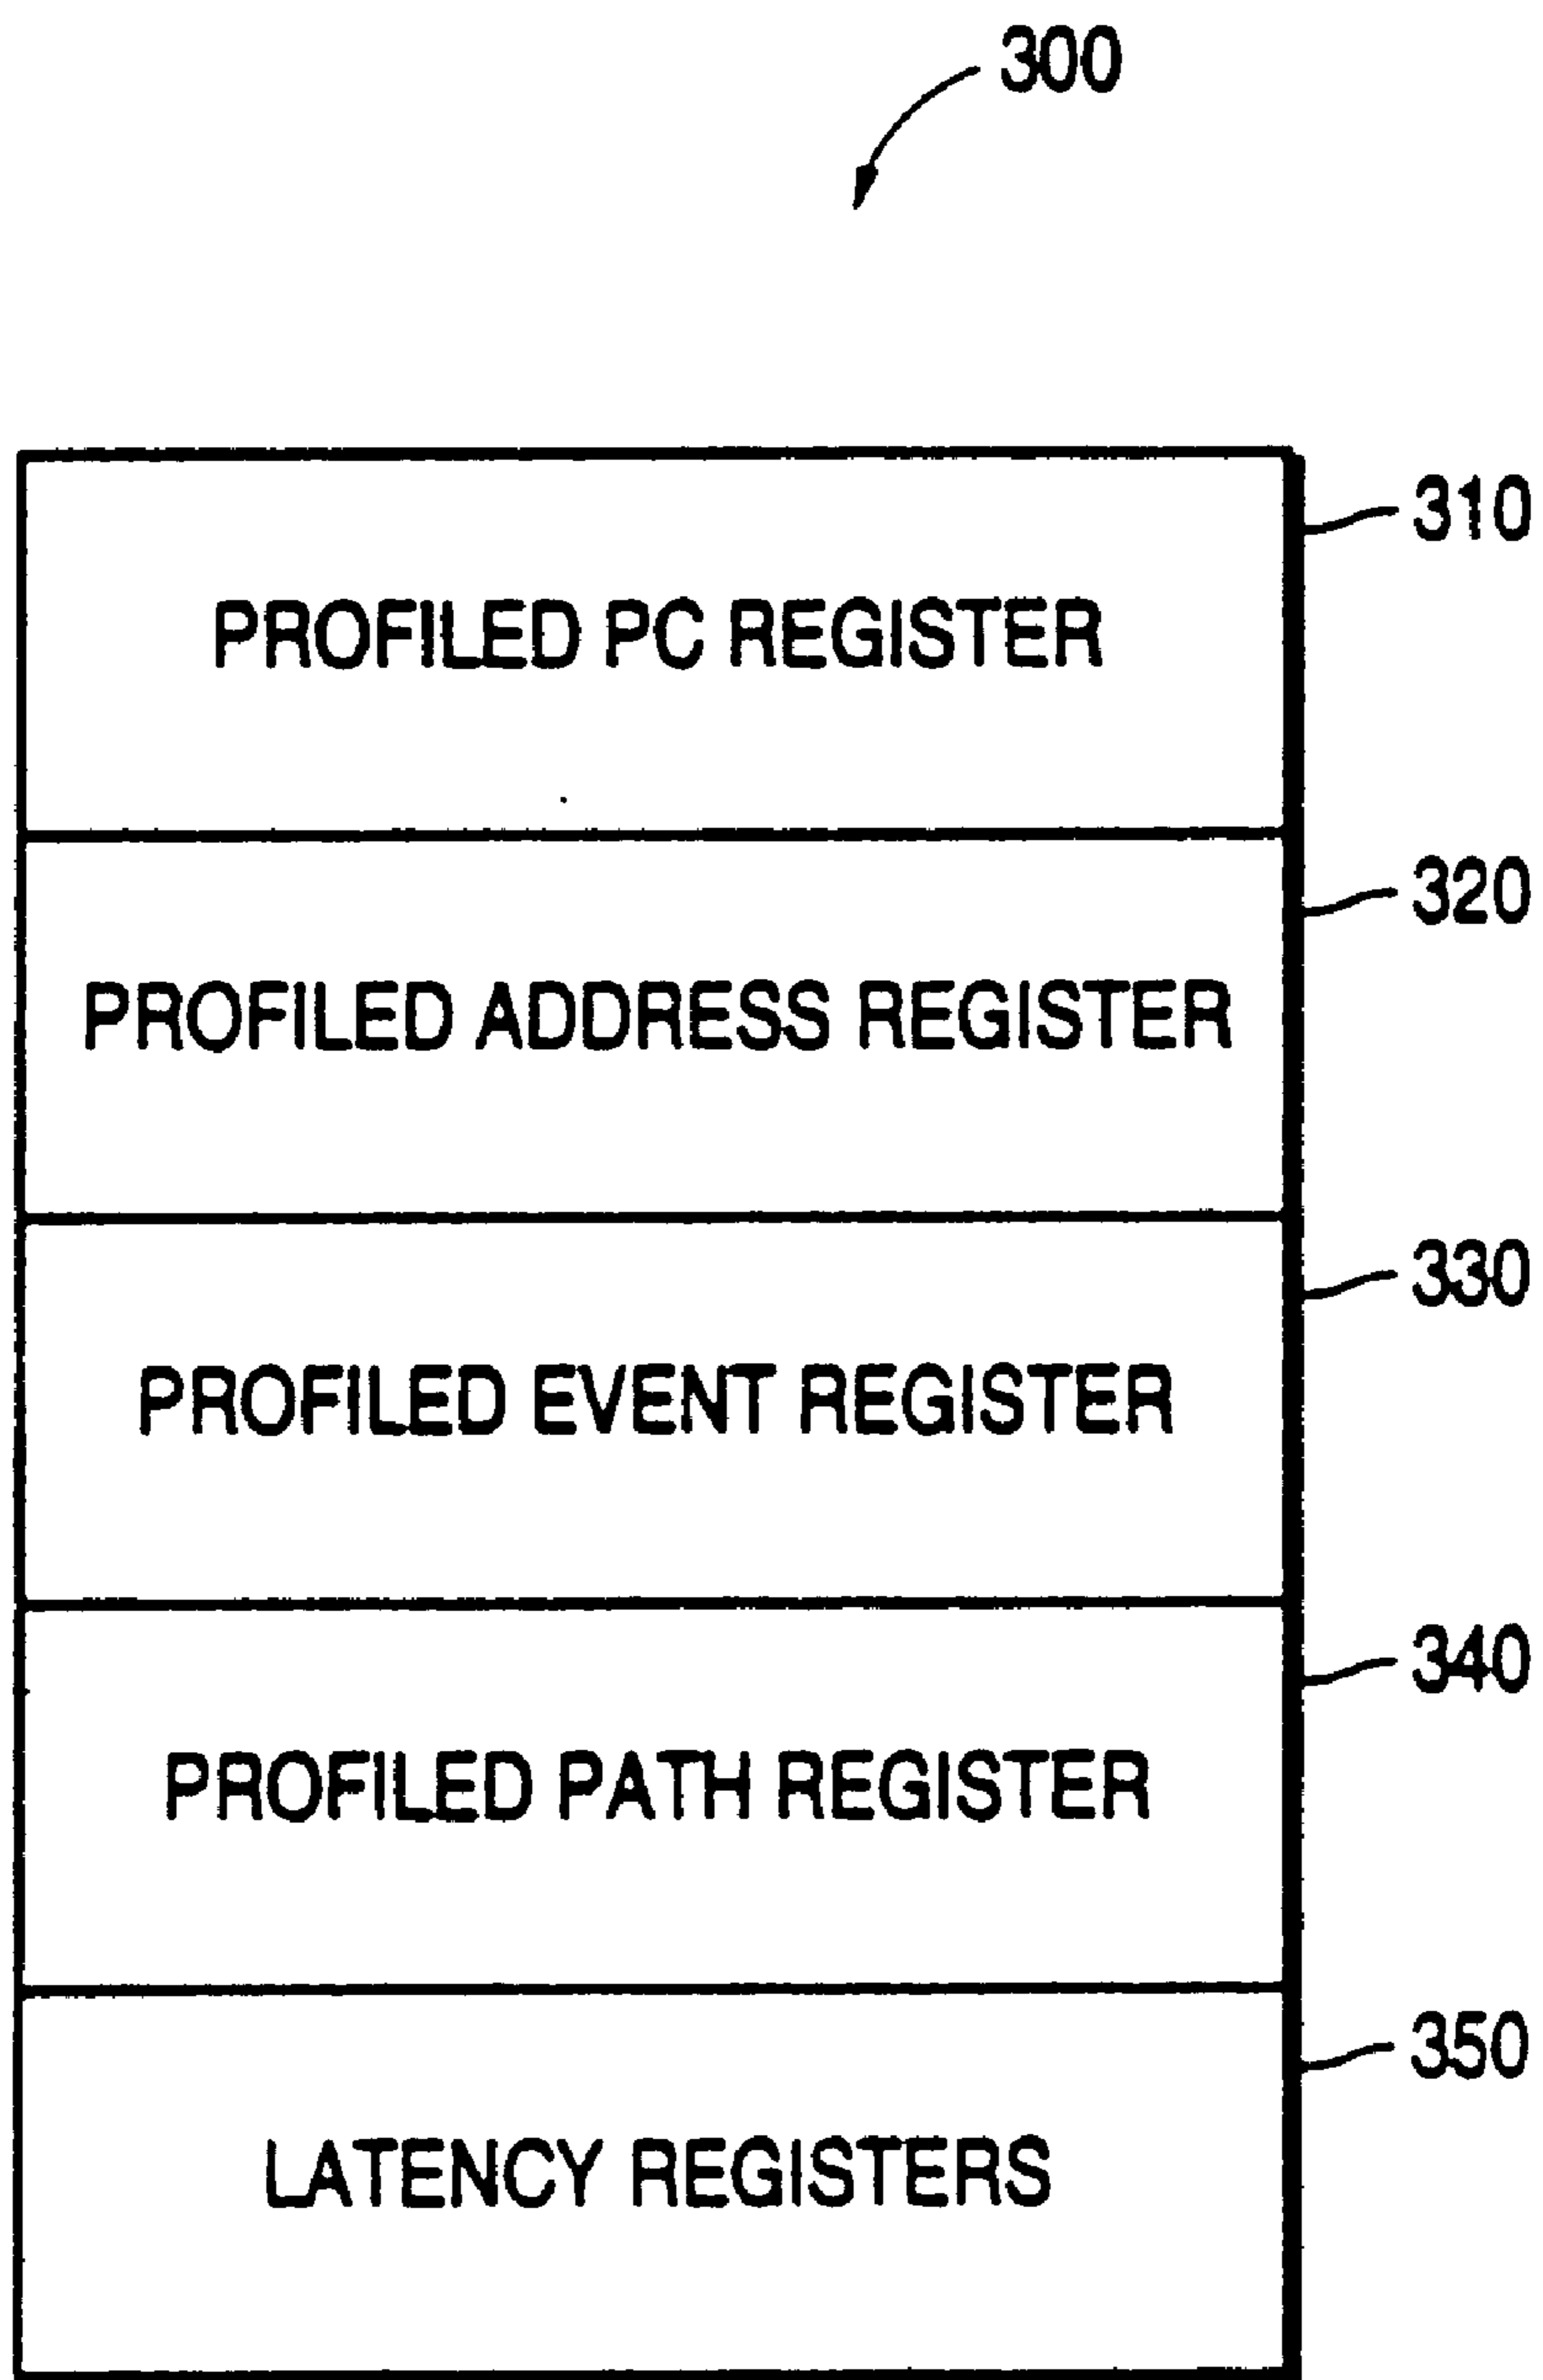 300
310
PROFILED PC REGISTER
320
PROFILED ADDRESS REGISTER
330
PROFILED EVENT REGISTER
340
PROFILED PATH REGISTER
350
LATENCY REGISTERS